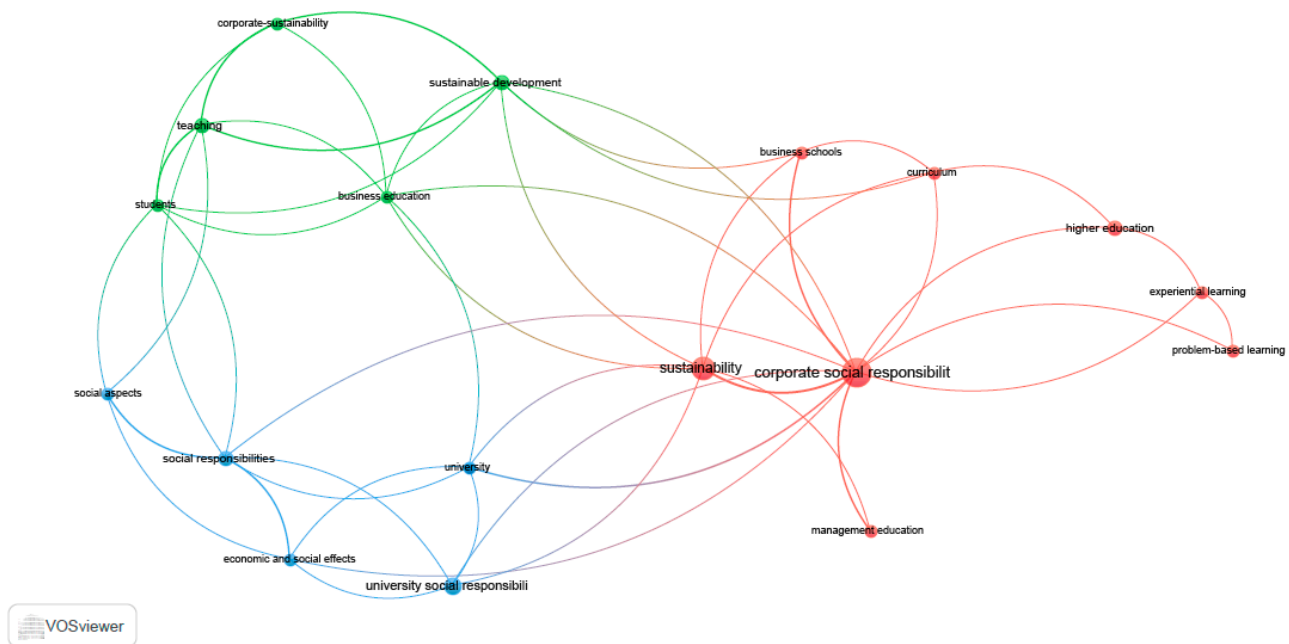 corporate-sustainability
sustainable development
teaching
business schools
curriculum
business education
students
higher education
experiential learning
problem-based learning
sustainability
corporate social responsibilit
social aspects
social responsibilities
university
management education
economic and social effects
university social responsibili
VOSviewer